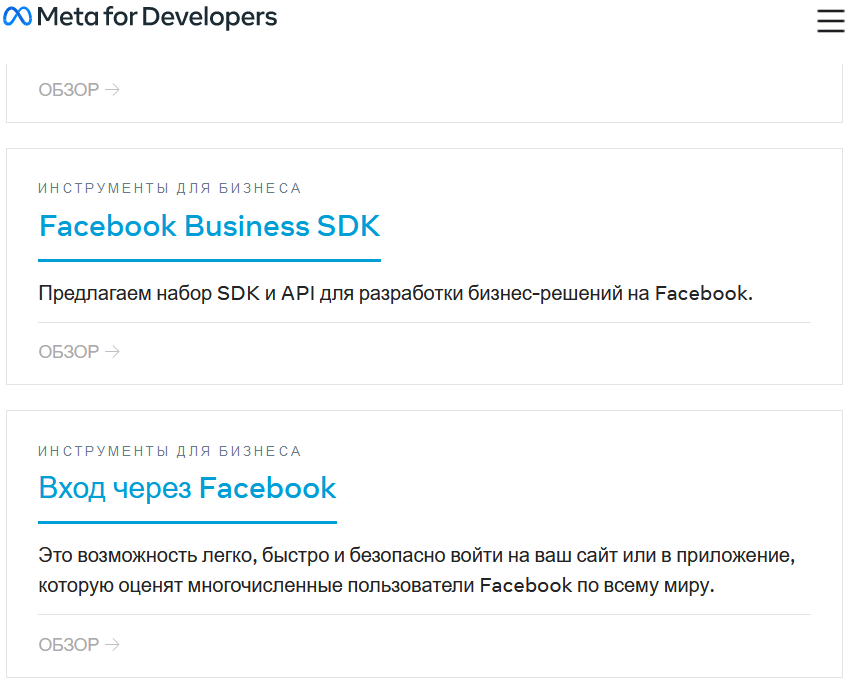 Meta for Developers
ОБЗОР →
ИНСТРУМЕНТЫ ДЛЯ БИЗНЕСА
Facebook Business SDK
Предлагаем набор SDK и API для разработки бизнес-решений на Facebook.
ОБЗОР →
ИНСТРУМЕНТЫ ДЛЯ БИЗНЕСА
Вход через Facebook
Это возможность легко, быстро и безопасно войти на ваш сайт или в приложение,
которую оценят многочисленные пользователи Facebook по всему миру.
ОБЗОР →